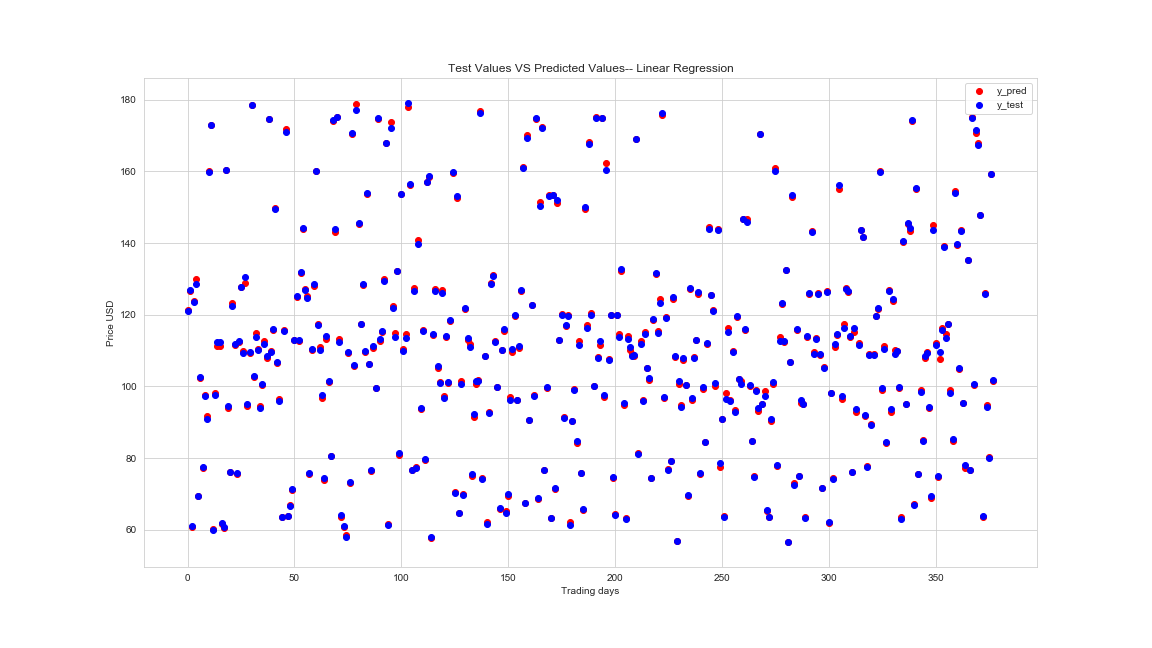 Test Values VS Predicted Values-- Linear Regression
y_pred
y_test
180
160
140
120
100
80
60
Price USD
0 50 100 150 200 250 300 350
Trading days